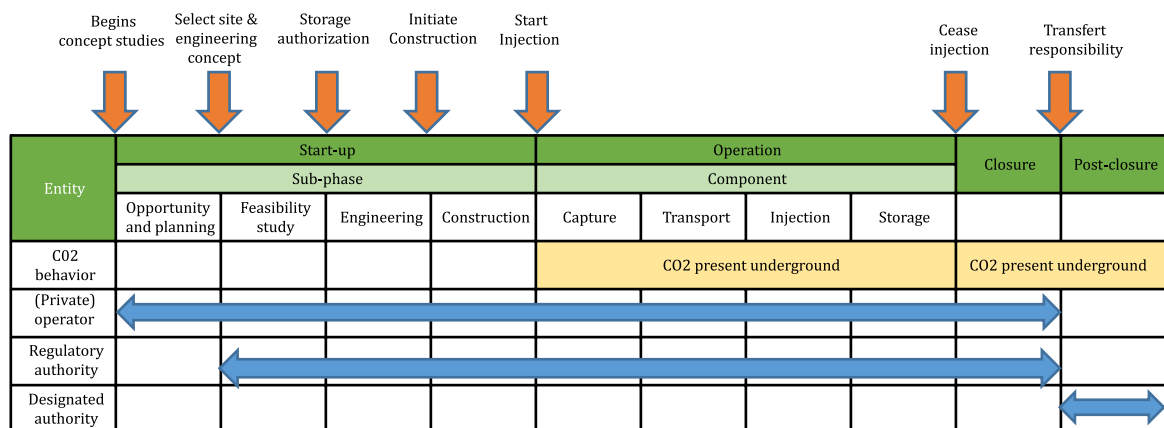 Begins
concept studies
Select site &
engineering
concept
Storage
authorization
Initiate
Construction
Start
Injection
Cease
injection
Transfert
responsibility
Entity
Start-up
Operation
Closure
Post-closure
Sub-phase
Component
Opportunity
and planning
Feasibility
study
Engineering
Construction
Capture
Transport
Injection
Storage
C02
behavior
CO2 present underground
CO2 present underground
(Private)
operator
Regulatory
authority
Designated
authority